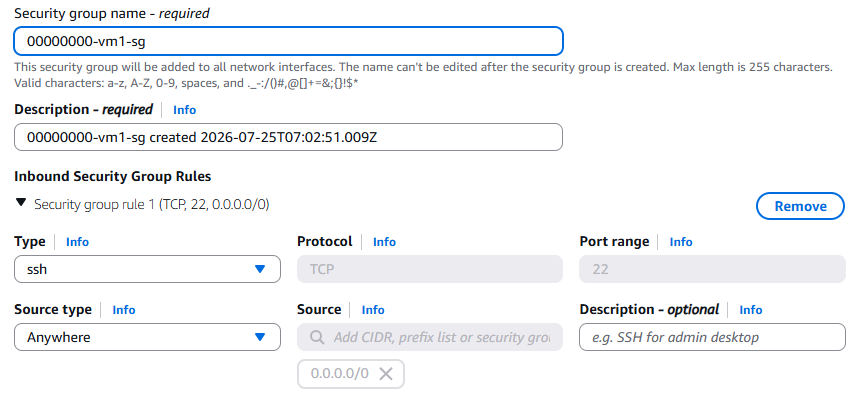 Security group name - required
00000000-vm1-sg
This security group will be added to all network interfaces. The name can't be edited after the security group is created. Max length is 255 characters.
Valid characters: a-z, A-Z, 0-9, spaces, and ._-:/()#,@[]+=&;{}!$*
Description - required Info
00000000-vm1-sg created 2026-07-25T07:02:51.009Z
Inbound Security Group Rules
Security group rule 1 (TCP, 22, 0.0.0.0/0) Remove
Type Info Protocol Info Port range Info
ssh TCP 22
Source type Info Source Info Description - optional Info
Anywhere Add CIDR, prefix list or security grou e.g. SSH for admin desktop
0.0.0.0/0